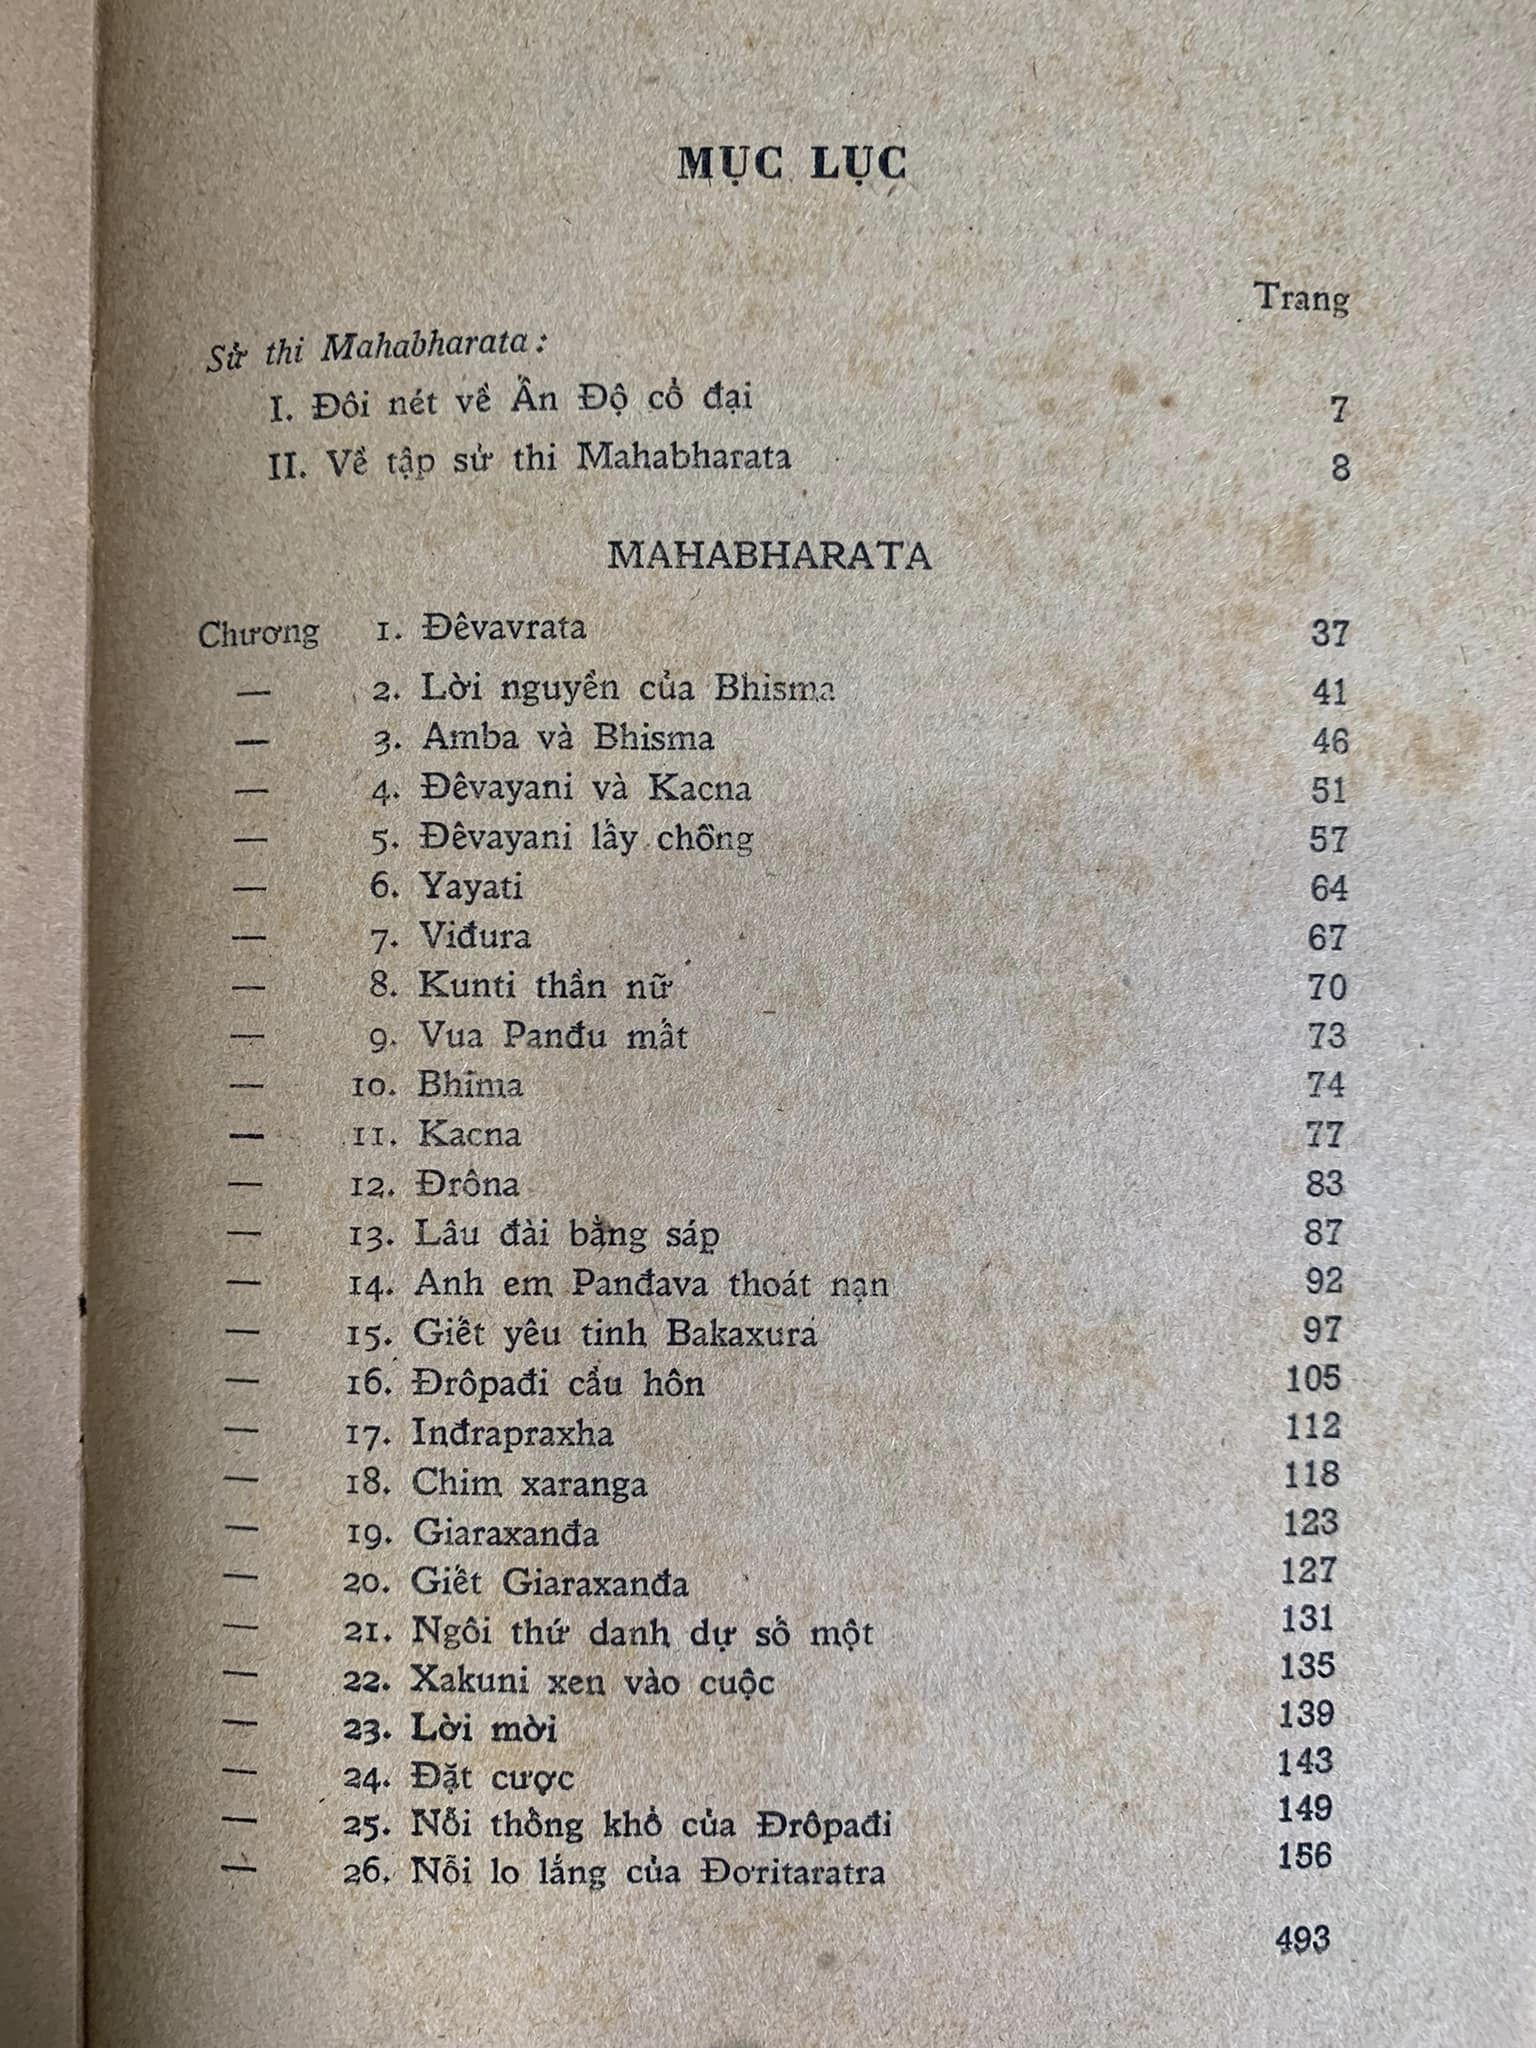 MỤC LỤC
Trang
Sử thi Mahabharata :
I. Đôi nét về Ấn Độ cổ đại 7
II. Về tập sử thi Mahabharata 8
MAHABHARATA
Chương 1. Đêvavrata 37
— 2. Lời nguyền của Bhisma 41
— 3. Amba và Bhisma 46
— 4. Đêvayani và Kacna 51
— 5. Đêvayani lấy chồng 57
— 6. Yayati 64
— 7. Viđura 67
— 8. Kunti thần nữ 70
— 9. Vua Panđu mất 73
— 10. Bhima 74
— 11. Kacna 77
— 12. Đrôna 83
— 13. Lâu đài bằng sáp 87
— 14. Anh em Panđava thoát nạn 92
— 15. Giết yêu tinh Bakaxura 97
— 16. Đrôpađi cầu hôn 105
— 17. Inđrapraxha 112
— 18. Chim xaranga 118
— 19. Giaraxanđa 123
— 20. Giết Giaraxanđa 127
— 21. Ngôi thứ danh dự số một 131
— 22. Xakuni xen vào cuộc 135
— 23. Lời mời 139
— 24. Đặt cược 143
— 25. Nỗi thống khổ của Đrôpađi 149
— 26. Nỗi lo lắng của Đơritaratra 156
493